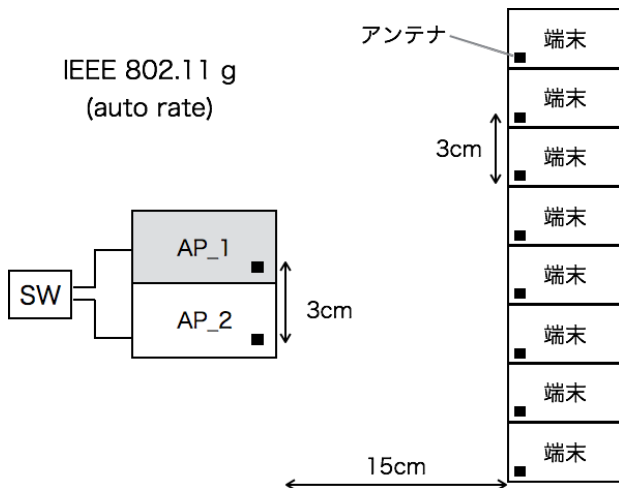 アンテナ
IEEE 802.11 g
(auto rate)
端末
端末
3cm
端末
端末
AP_1
SW
3cm
AP_2
端末
端末
端末
15cm
端末